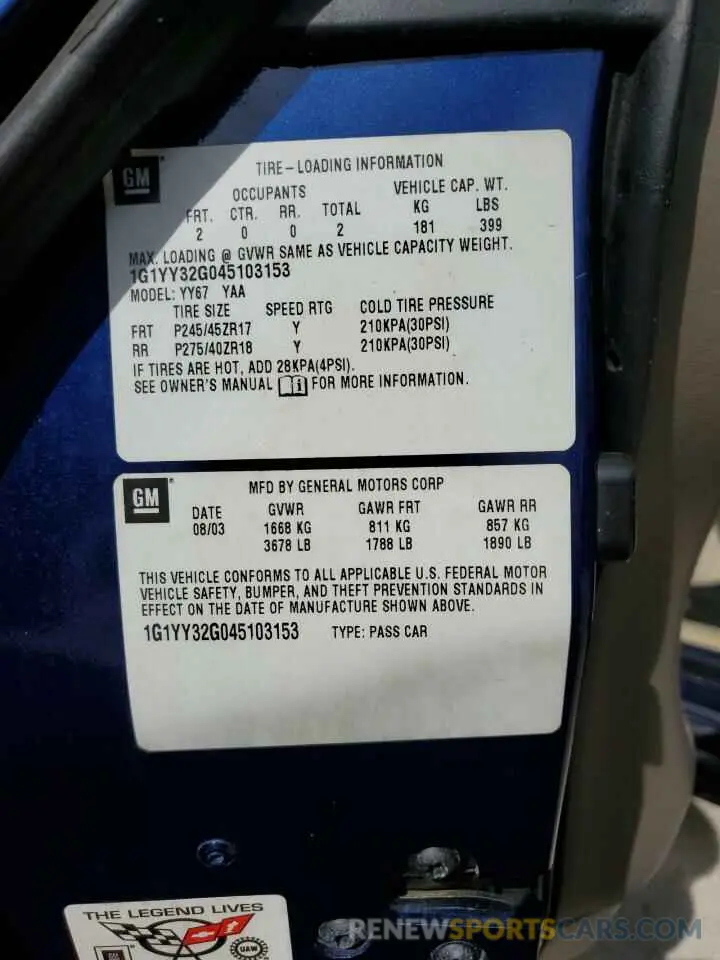 GM
TIRE-LOADING INFORMATION
OCCUPANTS VEHICLE CAP. WT.
FRT. CTR. RR. TOTAL KG LBS
2 0 0 2 181 399
MAX. LOADING @ GVWR SAME AS VEHICLE CAPACITY WEIGHT.
1G1YY32G045103153
MODEL: YY67 YAA
TIRE SIZE SPEED RTG COLD TIRE PRESSURE
FRT P245/45ZR17 Y 210KPA(30PSI)
RR P275/40ZR18 Y 210KPA(30PSI)
IF TIRES ARE HOT, ADD 28KPA(4PSI).
SEE OWNER'S MANUAL FOR MORE INFORMATION.
GM
MFD BY GENERAL MOTORS CORP
DATE GVWR GAWR FRT GAWR RR
08/03 1668 KG 811 KG 857 KG
3678 LB 1788 LB 1890 LB
THIS VEHICLE CONFORMS TO ALL APPLICABLE U.S. FEDERAL MOTOR
VEHICLE SAFETY, BUMPER, AND THEFT PREVENTION STANDARDS IN
EFFECT ON THE DATE OF MANUFACTURE SHOWN ABOVE.
1G1YY32G045103153 TYPE: PASS CAR
THE LEGEND LIVES
GM
UAW
RENEWSPORTSCARS.COM